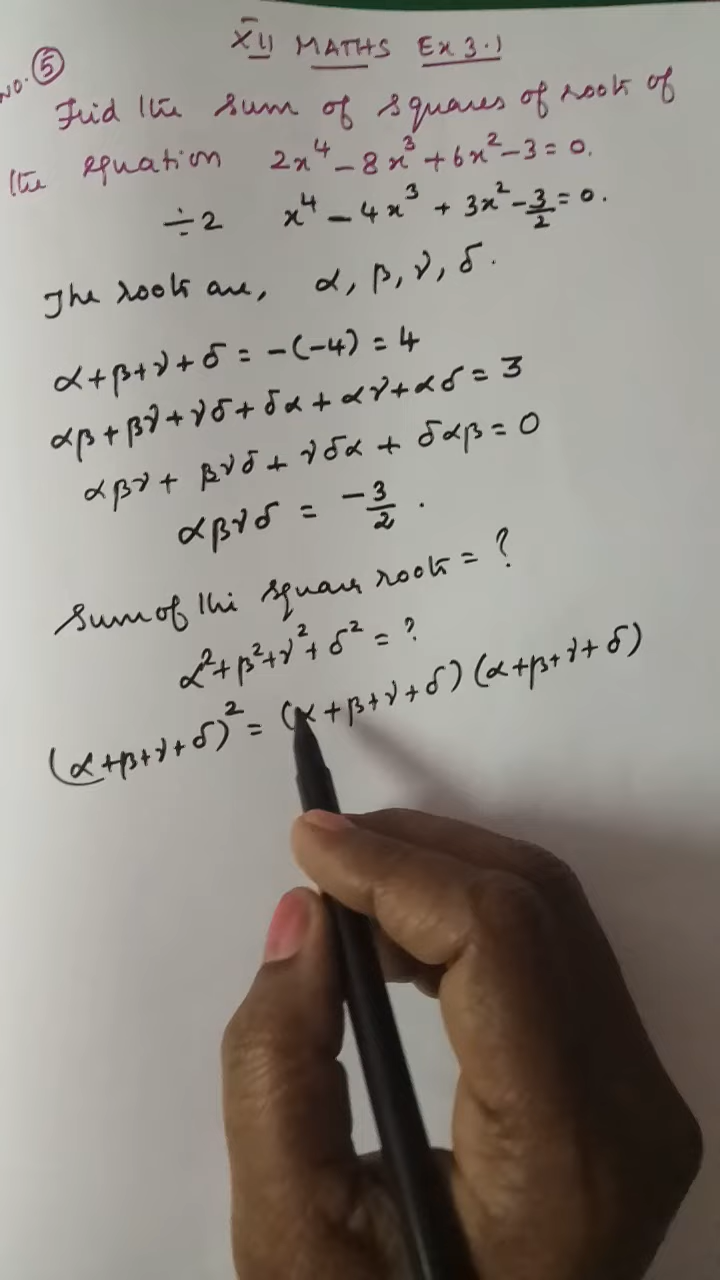 XII MATHS Ex 3.1
NO. ⑤
Find the sum of squares of root of
the equation 2x⁴ - 8x³ + 6x² - 3 = 0.
÷2 x⁴ - 4x³ + 3x² - 3/2 = 0.
The roots are, α, β, γ, δ.
α+β+γ+δ = -(-4) = 4
αβ + βγ + γδ + δα + αγ + αδ = 3
αβγ + βγδ + γδα + δαβ = 0
αβγδ = -3/2.
Sum of the square roots = ?
α² + β² + γ² + δ² = ?
(α+β+γ+δ)² = (α+β+γ+δ) (α+β+γ+δ)